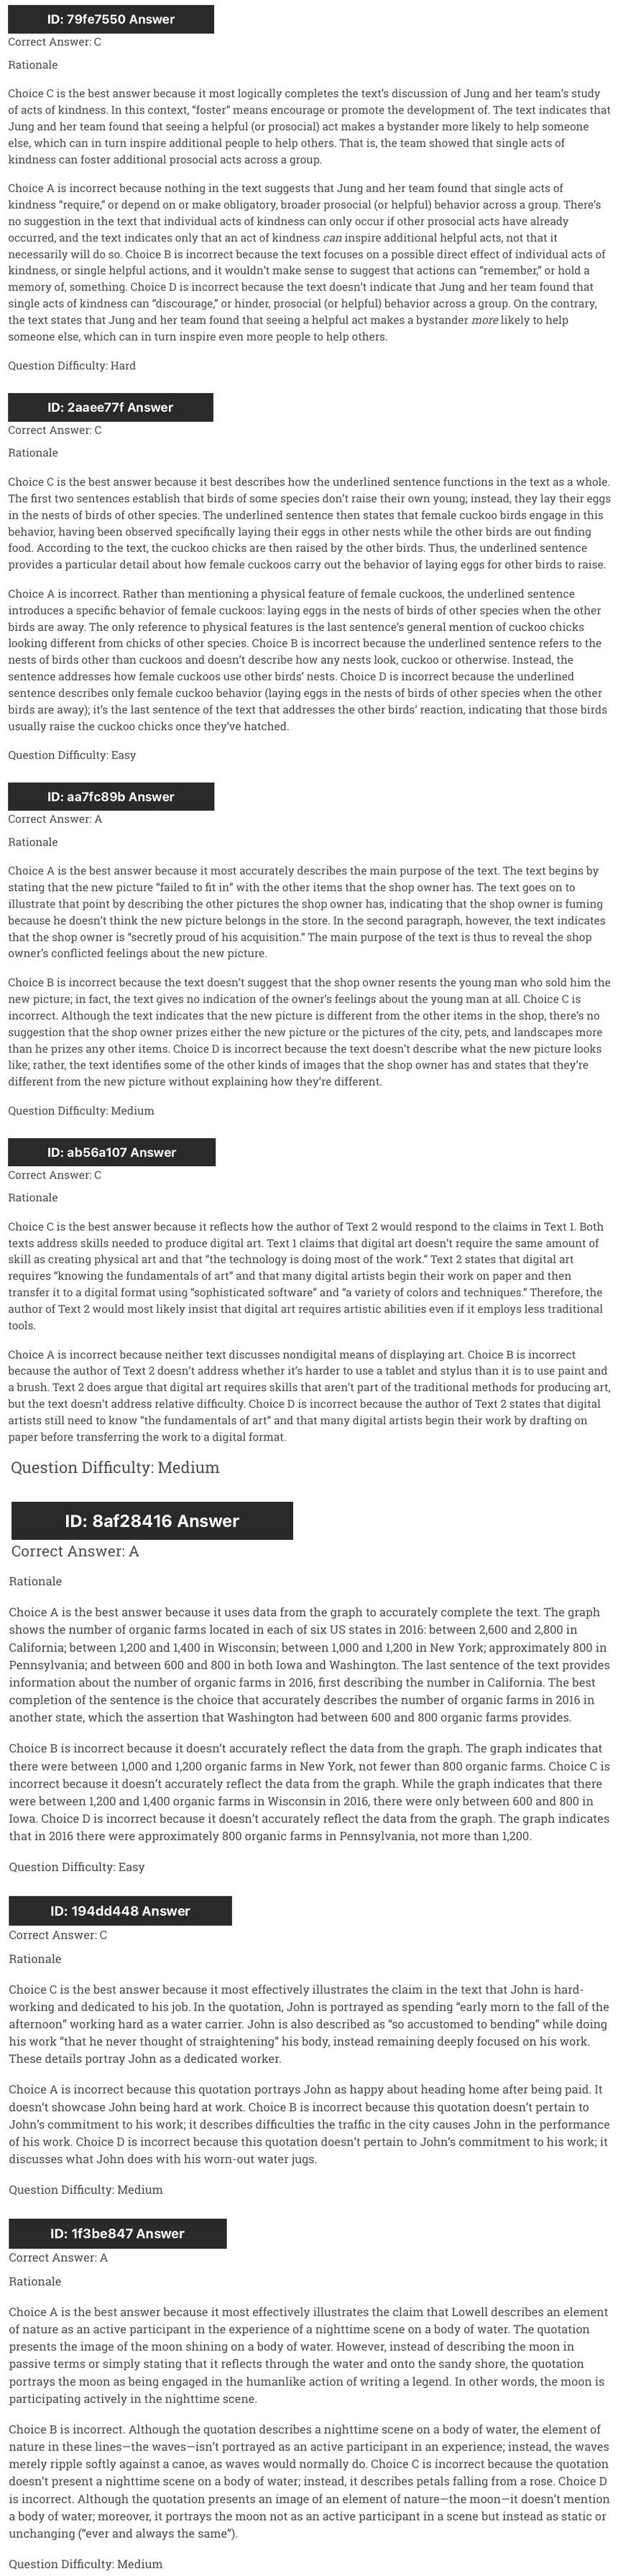 ID: 79fe7550 Answer
Correct Answer: C
Rationale
Choice C is the best answer because it most logically completes the text’s discussion of Jung and her team’s study
of acts of kindness. In this context, “foster” means encourage or promote the development of. The text indicates that
Jung and her team found that seeing a helpful (or prosocial) act makes a bystander more likely to help someone
else, which can in turn inspire additional people to help others. That is, the team showed that single acts of
kindness can foster additional prosocial acts across a group.
Choice A is incorrect because nothing in the text suggests that Jung and her team found that single acts of
kindness “require,” or depend on or make obligatory, broader prosocial (or helpful) behavior across a group. There’s
no suggestion in the text that individual acts of kindness can only occur if other prosocial acts have already
occurred, and the text indicates only that an act of kindness can inspire additional helpful acts, not that it
necessarily will do so. Choice B is incorrect because the text focuses on a possible direct effect of individual acts of
kindness, or single helpful actions, and it wouldn’t make sense to suggest that actions can “remember,” or hold a
memory of, something. Choice D is incorrect because the text doesn’t indicate that Jung and her team found that
single acts of kindness can “discourage,” or hinder, prosocial (or helpful) behavior across a group. On the contrary,
the text states that Jung and her team found that seeing a helpful act makes a bystander more likely to help
someone else, which can in turn inspire even more people to help others.
Question Difficulty: Hard
ID: 2aaee77f Answer
Correct Answer: C
Rationale
Choice C is the best answer because it best describes how the underlined sentence functions in the text as a whole.
The first two sentences establish that birds of some species don’t raise their own young; instead, they lay their eggs
in the nests of birds of other species. The underlined sentence then states that female cuckoo birds engage in this
behavior, having been observed specifically laying their eggs in other nests while the other birds are out finding
food. According to the text, the cuckoo chicks are then raised by the other birds. Thus, the underlined sentence
provides a particular detail about how female cuckoos carry out the behavior of laying eggs for other birds to raise.
Choice A is incorrect. Rather than mentioning a physical feature of female cuckoos, the underlined sentence
introduces a specific behavior of female cuckoos: laying eggs in the nests of birds of other species when the other
birds are away. The only reference to physical features is the last sentence’s general mention of cuckoo chicks
looking different from chicks of other species. Choice B is incorrect because the underlined sentence refers to the
nests of birds other than cuckoos and doesn’t describe how any nests look, cuckoo or otherwise. Instead, the
sentence addresses how female cuckoos use other birds’ nests. Choice D is incorrect because the underlined
sentence describes only female cuckoo behavior (laying eggs in the nests of birds of other species when the other
birds are away); it’s the last sentence of the text that addresses the other birds’ reaction, indicating that those birds
usually raise the cuckoo chicks once they’ve hatched.
Question Difficulty: Easy
ID: aa7fc89b Answer
Correct Answer: A
Rationale
Choice A is the best answer because it most accurately describes the main purpose of the text. The text begins by
stating that the new picture “failed to fit in” with the other items that the shop owner has. The text goes on to
illustrate that point by describing the other pictures the shop owner has, indicating that the shop owner is fuming
because he doesn’t think the new picture belongs in the store. In the second paragraph, however, the text indicates
that the shop owner is “secretly proud of his acquisition.” The main purpose of the text is thus to reveal the shop
owner’s conflicted feelings about the new picture.
Choice B is incorrect because the text doesn’t suggest that the shop owner resents the young man who sold him the
new picture; in fact, the text gives no indication of the owner’s feelings about the young man at all. Choice C is
incorrect. Although the text indicates that the new picture is different from the other items in the shop, there’s no
suggestion that the shop owner prizes either the new picture or the pictures of the city, pets, and landscapes more
than he prizes any other items. Choice D is incorrect because the text doesn’t describe what the new picture looks
like; rather, the text identifies some of the other kinds of images that the shop owner has and states that they’re
different from the new picture without explaining how they’re different.
Question Difficulty: Medium
ID: ab56a107 Answer
Correct Answer: C
Rationale
Choice C is the best answer because it reflects how the author of Text 2 would respond to the claims in Text 1. Both
texts address skills needed to produce digital art. Text 1 claims that digital art doesn’t require the same amount of
skill as creating physical art and that “the technology is doing most of the work.” Text 2 states that digital art
requires “knowing the fundamentals of art” and that many digital artists begin their work on paper and then
transfer it to a digital format using “sophisticated software” and “a variety of colors and techniques.” Therefore, the
author of Text 2 would most likely insist that digital art requires artistic abilities even if it employs less traditional
tools.
Choice A is incorrect because neither text discusses nondigital means of displaying art. Choice B is incorrect
because the author of Text 2 doesn’t address whether it’s harder to use a tablet and stylus than it is to use paint and
a brush. Text 2 does argue that digital art requires skills that aren’t part of the traditional methods for producing art,
but the text doesn’t address relative difficulty. Choice D is incorrect because the author of Text 2 states that digital
artists still need to know “the fundamentals of art” and that many digital artists begin their work by drafting on
paper before transferring the work to a digital format.
Question Difficulty: Medium
ID: 8af28416 Answer
Correct Answer: A
Rationale
Choice A is the best answer because it uses data from the graph to accurately complete the text. The graph
shows the number of organic farms located in each of six US states in 2016: between 2,600 and 2,800 in
California; between 1,200 and 1,400 in Wisconsin; between 1,000 and 1,200 in New York; approximately 800 in
Pennsylvania; and between 600 and 800 in both Iowa and Washington. The last sentence of the text provides
information about the number of organic farms in 2016, first describing the number in California. The best
completion of the sentence is the choice that accurately describes the number of organic farms in 2016 in
another state, which the assertion that Washington had between 600 and 800 organic farms provides.
Choice B is incorrect because it doesn’t accurately reflect the data from the graph. The graph indicates that
there were between 1,000 and 1,200 organic farms in New York, not fewer than 800 organic farms. Choice C is
incorrect because it doesn’t accurately reflect the data from the graph. While the graph indicates that there
were between 1,200 and 1,400 organic farms in Wisconsin in 2016, there were only between 600 and 800 in
Iowa. Choice D is incorrect because it doesn’t accurately reflect the data from the graph. The graph indicates
that in 2016 there were approximately 800 organic farms in Pennsylvania, not more than 1,200.
Question Difficulty: Easy
ID: 194dd448 Answer
Correct Answer: C
Rationale
Choice C is the best answer because it most effectively illustrates the claim in the text that John is hard-
working and dedicated to his job. In the quotation, John is portrayed as spending “early morn to the fall of the
afternoon” working hard as a water carrier. John is also described as “so accustomed to bending” while doing
his work “that he never thought of straightening” his body, instead remaining deeply focused on his work.
These details portray John as a dedicated worker.
Choice A is incorrect because this quotation portrays John as happy about heading home after being paid. It
doesn’t showcase John being hard at work. Choice B is incorrect because this quotation doesn’t pertain to
John’s commitment to his work; it describes difficulties the traffic in the city causes John in the performance
of his work. Choice D is incorrect because this quotation doesn’t pertain to John’s commitment to his work; it
discusses what John does with his worn-out water jugs.
Question Difficulty: Medium
ID: 1f3be847 Answer
Correct Answer: A
Rationale
Choice A is the best answer because it most effectively illustrates the claim that Lowell describes an element
of nature as an active participant in the experience of a nighttime scene on a body of water. The quotation
presents the image of the moon shining on a body of water. However, instead of describing the moon in
passive terms or simply stating that it reflects through the water and onto the sandy shore, the quotation
portrays the moon as being engaged in the humanlike action of writing a legend. In other words, the moon is
participating actively in the nighttime scene.
Choice B is incorrect. Although the quotation describes a nighttime scene on a body of water, the element of
nature in these lines—the waves—isn’t portrayed as an active participant in an experience; instead, the waves
merely ripple softly against a canoe, as waves would normally do. Choice C is incorrect because the quotation
doesn’t present a nighttime scene on a body of water; instead, it describes petals falling from a rose. Choice D
is incorrect. Although the quotation presents an image of an element of nature—the moon—it doesn’t mention
a body of water; moreover, it portrays the moon not as an active participant in a scene but instead as static or
unchanging (“ever and always the same”).
Question Difficulty: Medium